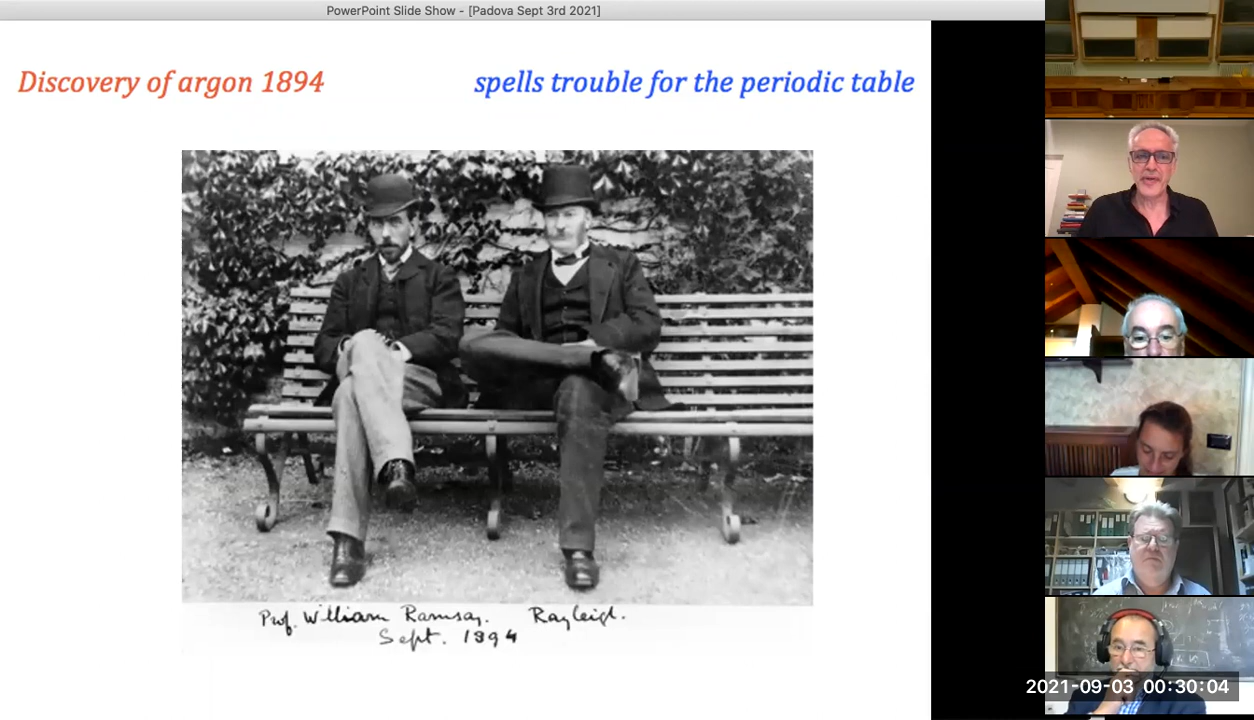 PowerPoint Slide Show - [Padova Sept 3rd 2021]
Discovery of argon 1894 spells trouble for the periodic table
Prof. William Ramsay. Rayleigh.
Sept. 1894
2021-09-03 00:30:04